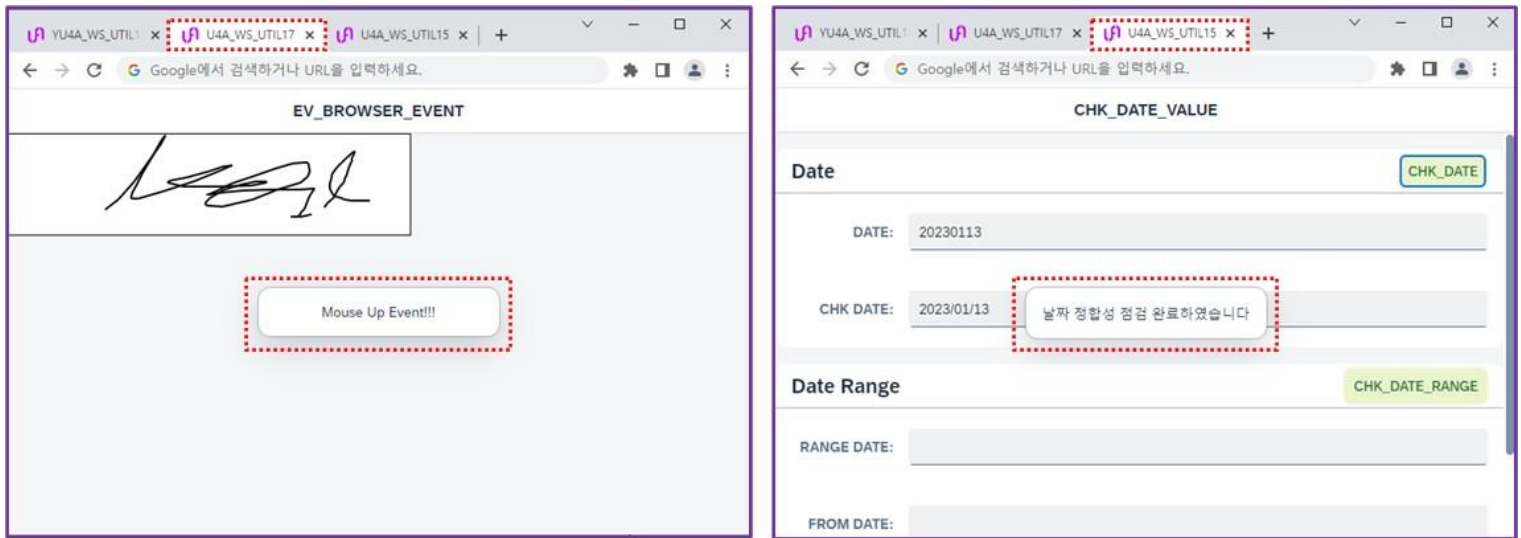 YU4A_WS_UTIL1
U4A_WS_UTIL17
U4A_WS_UTIL15
Google에서 검색하거나 URL을 입력하세요.
EV_BROWSER_EVENT
Mouse Up Event!!!
YU4A_WS_UTIL1
U4A_WS_UTIL17
U4A_WS_UTIL15
Google에서 검색하거나 URL을 입력하세요.
CHK_DATE_VALUE
Date
CHK_DATE
DATE: 20230113
CHK DATE: 2023/01/13
날짜 정합성 점검 완료하였습니다
Date Range
CHK_DATE_RANGE
RANGE DATE:
FROM DATE: